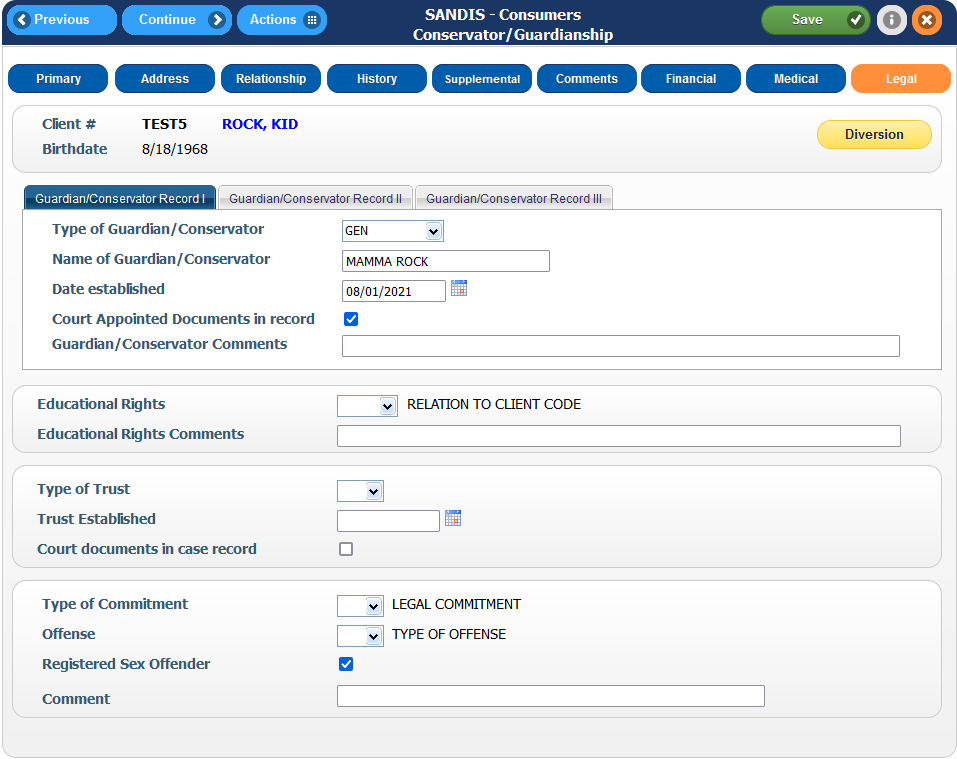 Previous
Continue
Actions
SANDIS - Consumers
Conservator/Guardianship
Save
Primary
Address
Relationship
History
Supplemental
Comments
Financial
Medical
Legal
Client # TEST5 ROCK, KID
Birthdate 8/18/1968
Diversion
Guardian/Conservator Record I
Guardian/Conservator Record II
Guardian/Conservator Record III
Type of Guardian/Conservator GEN
Name of Guardian/Conservator MAMMA ROCK
Date established 08/01/2021
Court Appointed Documents in record
Guardian/Conservator Comments
Educational Rights RELATION TO CLIENT CODE
Educational Rights Comments
Type of Trust
Trust Established
Court documents in case record
Type of Commitment LEGAL COMMITMENT
Offense TYPE OF OFFENSE
Registered Sex Offender
Comment